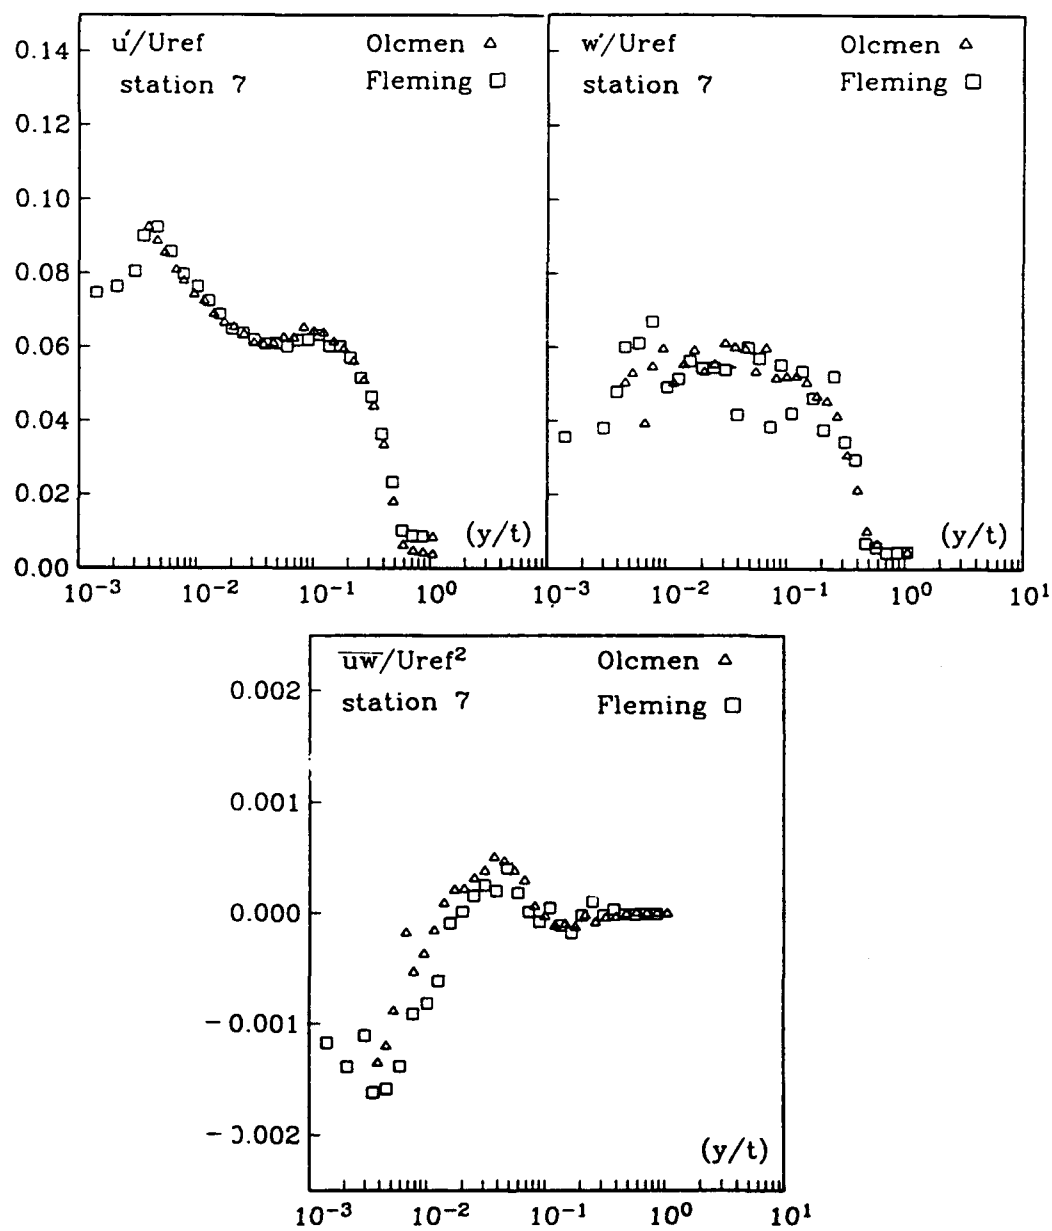 u′/Uref Olcmen △
station 7 Fleming □
0.14
0.12
0.10
0.08
0.06
0.04
0.02
0.00
(y/t)
10⁻³ 10⁻² 10⁻¹ 10⁰
w′/Uref Olcmen △
station 7 Fleming □
(y/t)
10⁻³ 10⁻² 10⁻¹ 10⁰ 10¹
u̅w̅/Uref² Olcmen △
station 7 Fleming □
0.002
0.001
0.000
−0.001
−0.002
(y/t)
10⁻³ 10⁻² 10⁻¹ 10⁰ 10¹